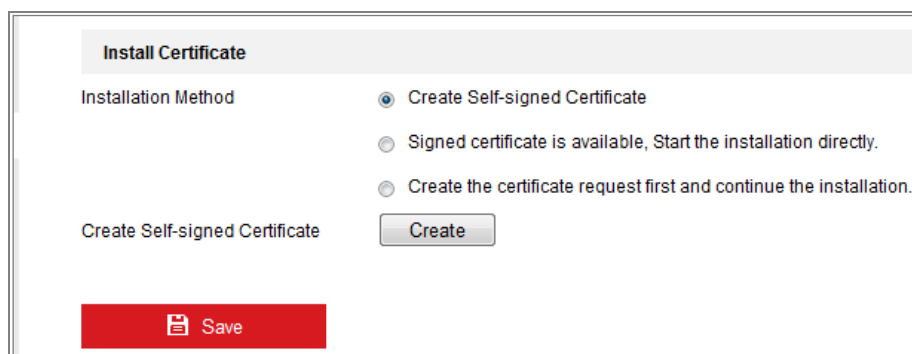 Install Certificate
Installation Method
Create Self-signed Certificate
Signed certificate is available, Start the installation directly.
Create the certificate request first and continue the installation.
Create Self-signed Certificate
Create
Save